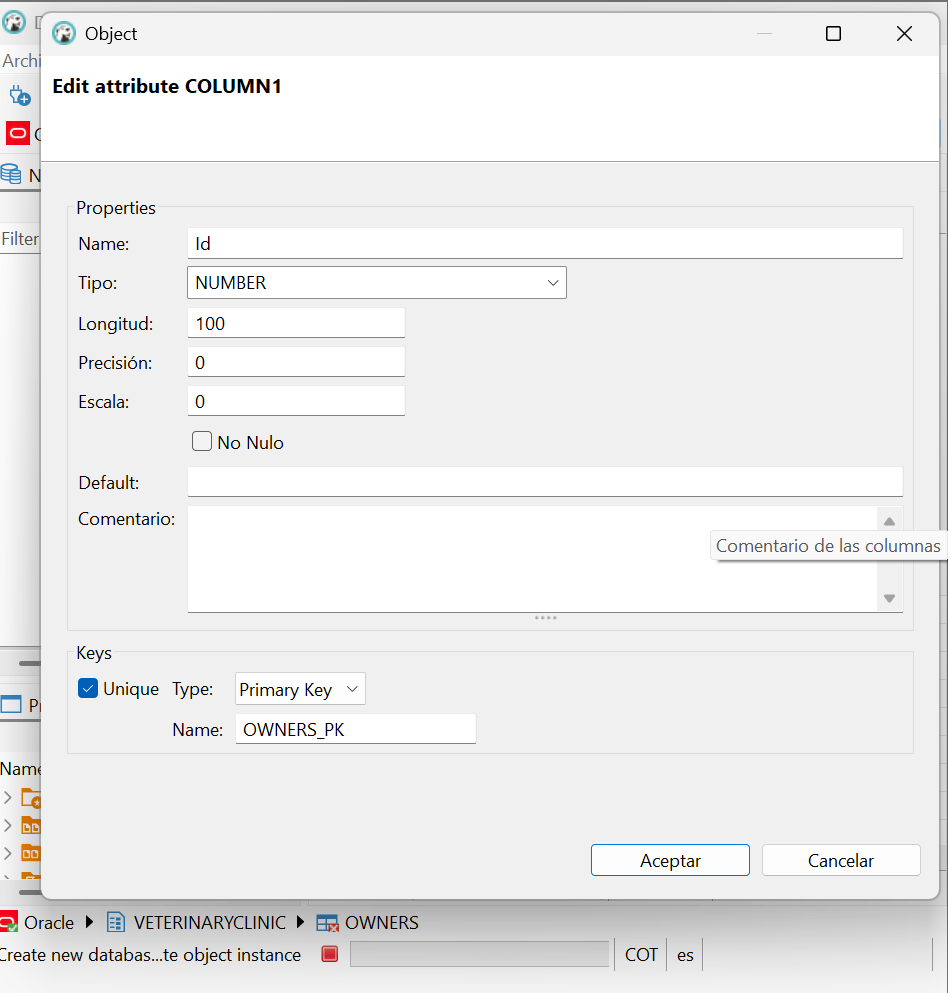 Object
Archi
Edit attribute COLUMN1
N
Filter
Properties
Name: Id
Tipo: NUMBER
Longitud: 100
Precisión: 0
Escala: 0
No Nulo
Default:
Comentario:
Comentario de las columnas
Keys
Unique Type: Primary Key
Name: OWNERS_PK
Name
Aceptar Cancelar
Oracle VETERINARYCLINIC OWNERS
Create new databas...te object instance COT es